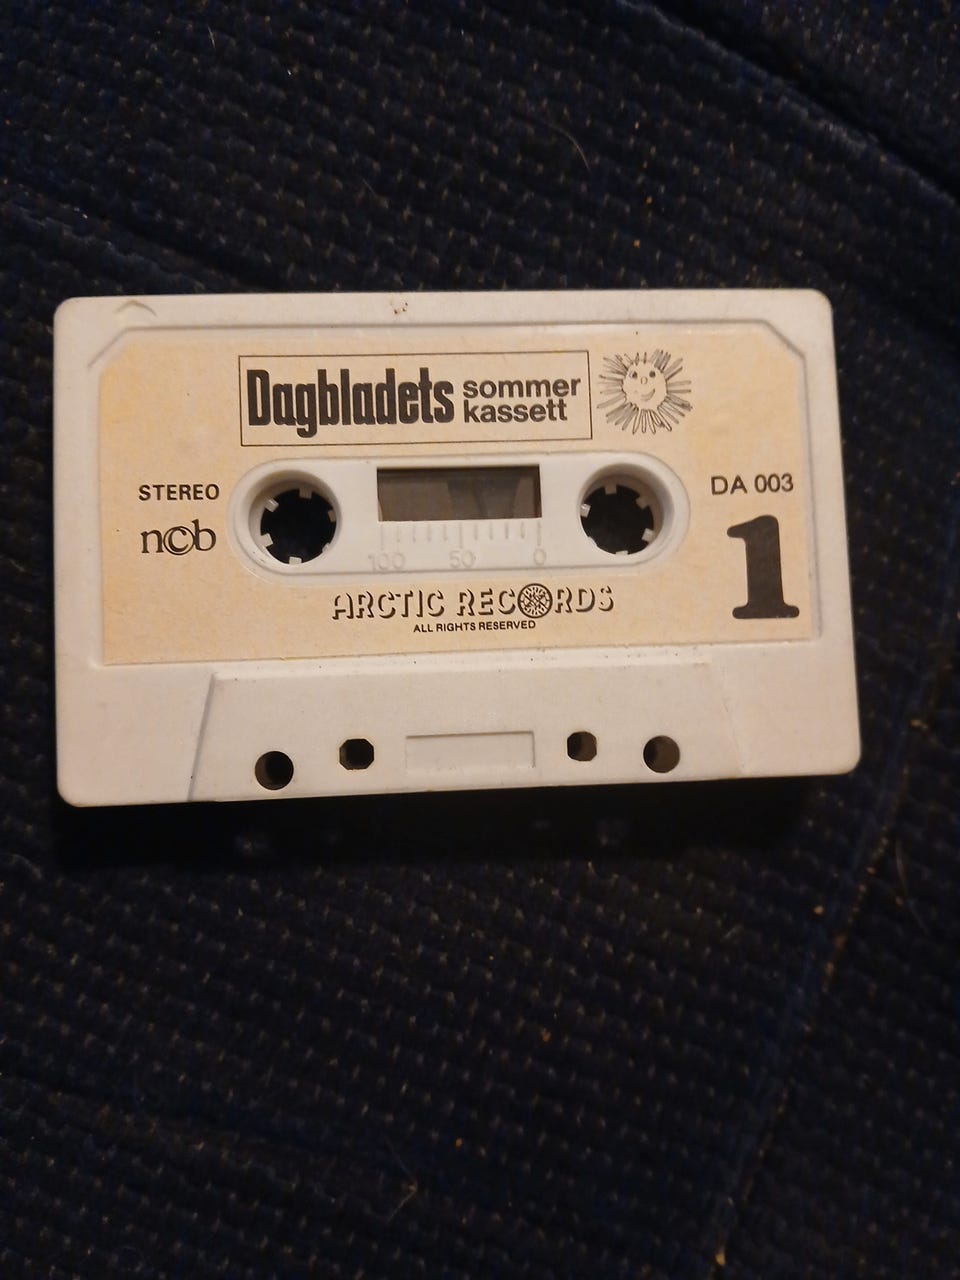 Dagbladets sommer
kassett
STEREO
DA 003
ncb
1
100 50 0
ARCTIC RECORDS
ALL RIGHTS RESERVED